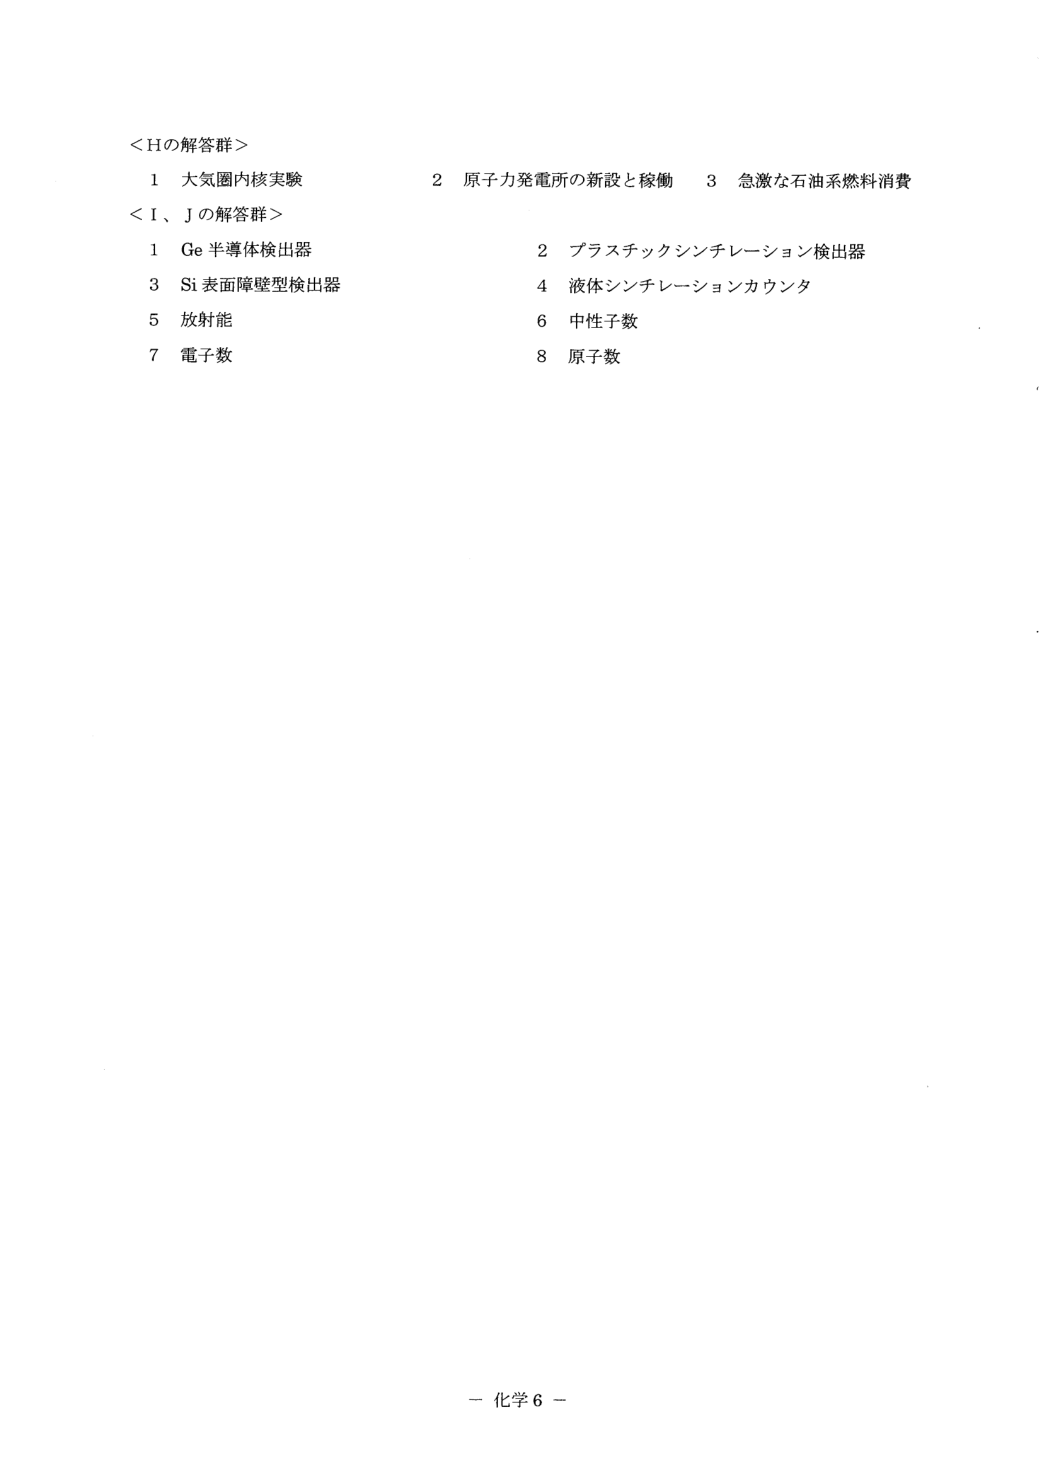 ＜Hの解答群＞
1 大気圏内核実験 2 原子力発電所の新設と稼働 3 急激な石油系燃料消費
＜I、Jの解答群＞
1 Ge 半導体検出器 2 プラスチックシンチレーション検出器
3 Si 表面障壁型検出器 4 液体シンチレーションカウンタ
5 放射能 6 中性子数
7 電子数 8 原子数
－ 化学 6 －